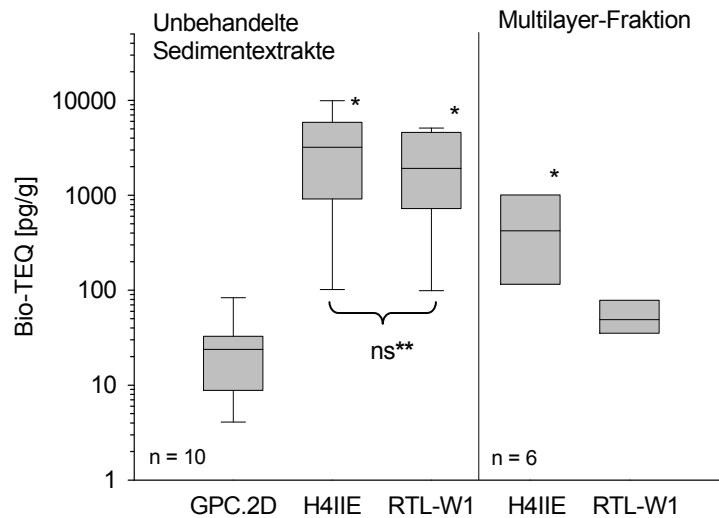 Unbehandelte
Sedimentextrakte
Multilayer-Fraktion
Bio-TEQ [pg/g]
10000
1000
100
10
1
*
*
*
ns**
n = 10
n = 6
GPC.2D H4IIE RTL-W1 H4IIE RTL-W1